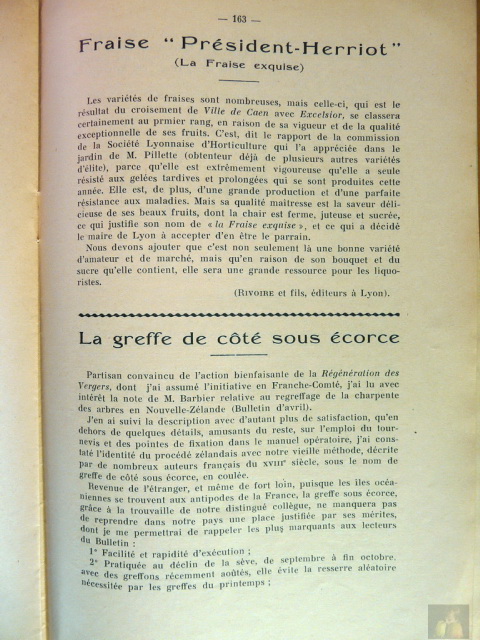 — 163 —
Fraise “ Président-Herriot ”
(La Fraise exquise)
Les variétés de fraises sont nombreuses, mais celle-ci, qui est le
résultat du croisement de Ville de Caen avec Excelsior, se classera
certainement au prmier rang, en raison de sa vigueur et de la qualité
exceptionnelle de ses fruits. C'est, dit le rapport de la commission
de la Société Lyonnaise d'Horticulture qui l'a appréciée dans le
jardin de M. Pillette (obtenteur déjà de plusieurs autres variétés
d'élite), parce qu'elle est extrêmement vigoureuse qu'elle a seule
résisté aux gelées tardives et prolongées qui se sont produites cette
année. Elle est, de plus, d'une grande production et d'une parfaite
résistance aux maladies. Mais sa qualité maîtresse est la saveur déli-
cieuse de ses beaux fruits, dont la chair est ferme, juteuse et sucrée,
ce qui justifie son nom de « la Fraise exquise », et ce qui a décidé
le maire de Lyon à accepter d'en être le parrain.
Nous devons ajouter que c'est non seulement là une bonne variété
d'amateur et de marché, mais qu'en raison de son bouquet et du
sucre qu'elle contient, elle sera une grande ressource pour les liquo-
ristes.
(RIVOIRE et fils, éditeurs à Lyon).
La greffe de côté sous écorce
Partisan convaincu de l'action bienfaisante de la Régénération des
Vergers, dont j'ai assumé l'initiative en Franche-Comté, j'ai lu avec
intérêt la note de M. Barbier relative au regreffage de la charpente
des arbres en Nouvelle-Zélande (Bulletin d'avril).
J'en ai suivi la description avec d'autant plus de satisfaction, qu'en
dehors de quelques détails, amusants du reste, sur l'emploi du tour-
nevis et des pointes de fixation dans le manuel opératoire, j'ai cons-
taté l'identité du procédé zélandais avec notre vieille méthode, décrite
par de nombreux auteurs français du XVIIIe siècle, sous le nom de
greffe de côté sous écorce, en coulée.
Revenue de l'étranger, et même de fort loin, puisque les îles océa-
niennes se trouvent aux antipodes de la France, la greffe sous écorce,
grâce à la trouvaille de notre distingué collègue, ne manquera pas
de reprendre dans notre pays une place justifiée par ses mérites,
dont je me permettrai de rappeler les plus marquants aux lecteurs
du Bulletin :
1° Facilité et rapidité d'exécution ;
2° Pratiquée au déclin de la sève, de septembre à fin octobre,
avec des greffons récemment aoûtés, elle évite la resserre aléatoire
nécessitée par les greffes du printemps ;